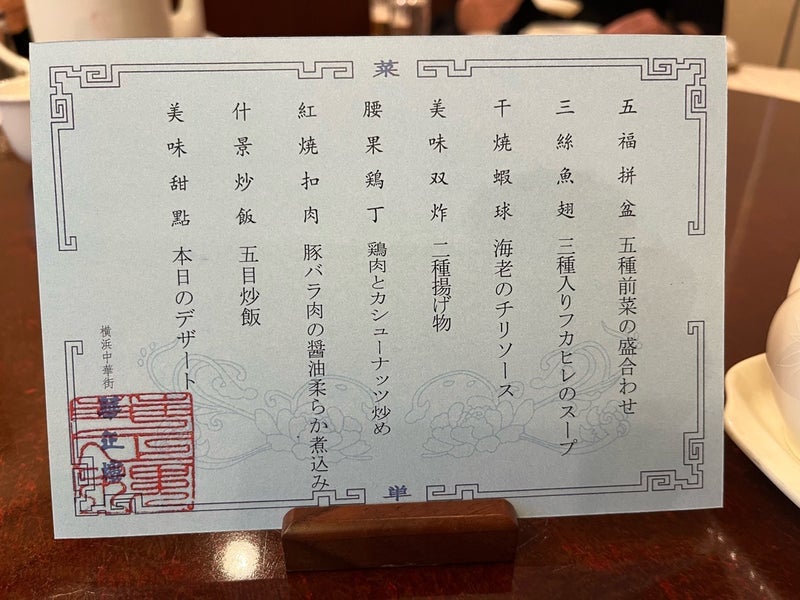 菜
五福拼盆 五種前菜の盛合わせ
三絲魚翅 三種入りフカヒレのスープ
干燒蝦球 海老のチリソース
美味双炸 二種揚げ物
腰果鶏丁 鶏肉とカシューナッツ炒め
紅燒扣肉 豚バラ肉の醤油柔らか煮込み
什景炒飯 五目炒飯
美味甜點 本日のデザート
横浜中華街
単